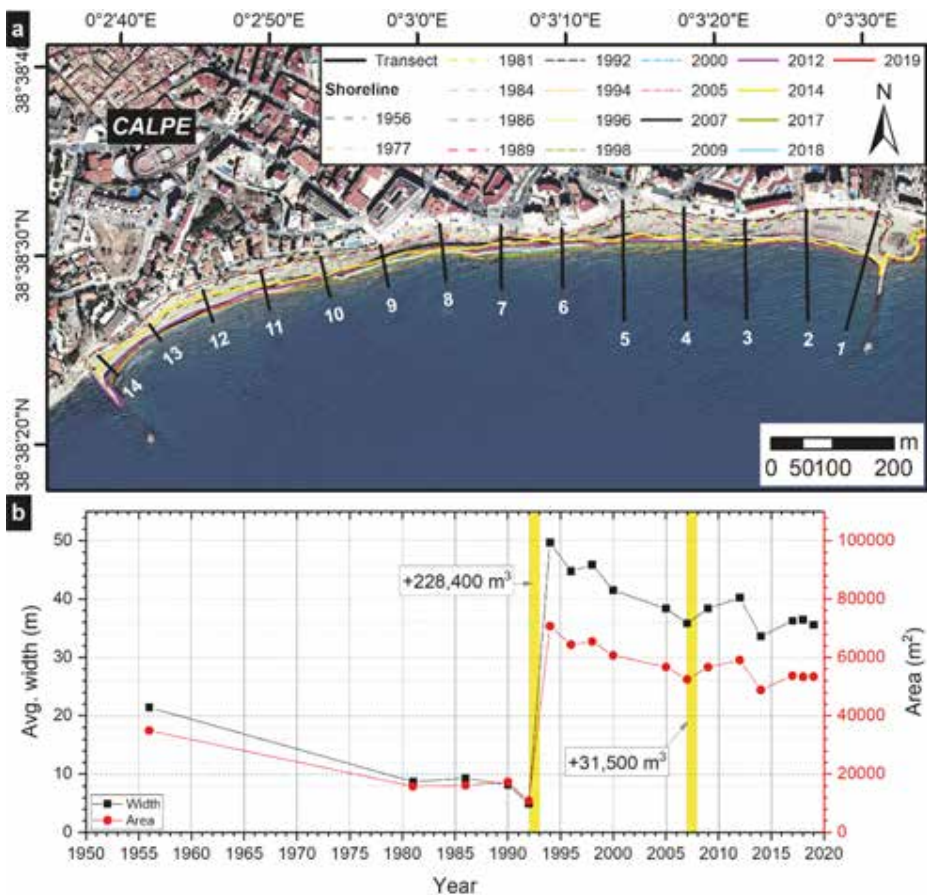 a
0°2'40"E 0°2'50"E 0°3'0"E 0°3'10"E 0°3'20"E 0°3'30"E
38°38'40"N
38°38'30"N
38°38'20"N
CALPE
Transect 1981 1992 2000 2012 2019
Shoreline 1984 1994 2005 2014
1956 1986 1996 2007 2017
1977 1989 1998 2009 2018
N
14 13 12 11 10 9 8 7 6 5 4 3 2 1
m
0 50 100 200
b
50 40 30 20 10 0
Avg. width (m)
100000 80000 60000 40000 20000 0
Area (m²)
+228,400 m³
+31,500 m³
Width
Area
1950 1955 1960 1965 1970 1975 1980 1985 1990 1995 2000 2005 2010 2015 2020
Year